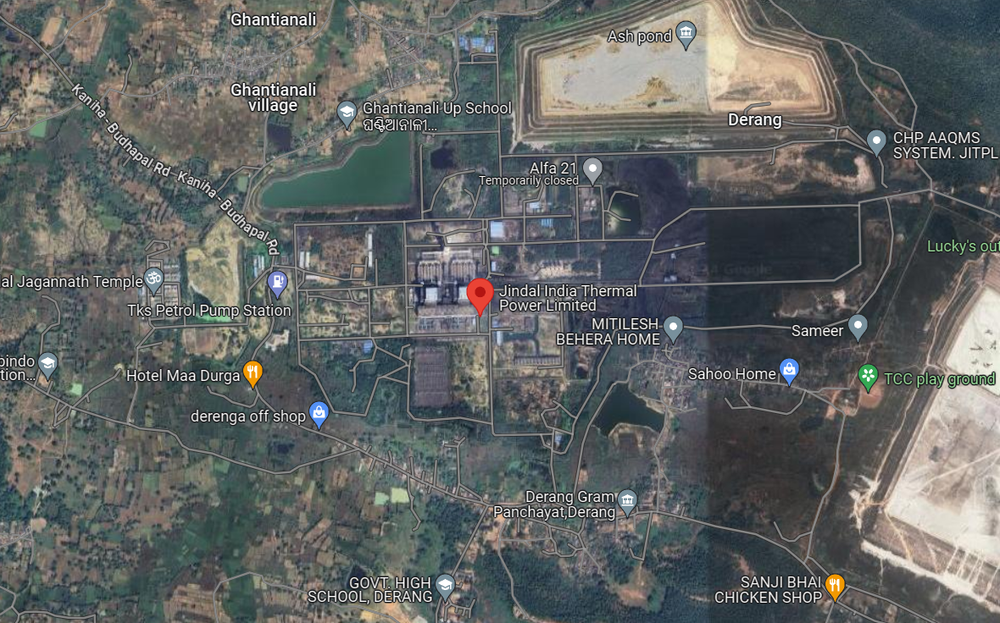 Ghantianali
Ash pond
Ghantianali
village
Kaniha - Budhapal Rd
Ghantianali Up School
ଘଣ୍ଟିଆନାଳୀ...
Derang
CHP AAQMS
SYSTEM. JITPL
Alfa 21
Temporarily closed
Kaniha - Budhapal Rd
Lucky's out
al Jagannath Temple
Jindal India Thermal
Power Limited
Tks Petrol Pump Station
MITILESH
BEHERA HOME
Sameer
bindo
tion...
Hotel Maa Durga
Sahoo Home
TCC play ground
derenga off shop
Derang Gram
Panchayat,Derang
GOVT. HIGH
SCHOOL, DERANG
SANJI BHAI
CHICKEN SHOP